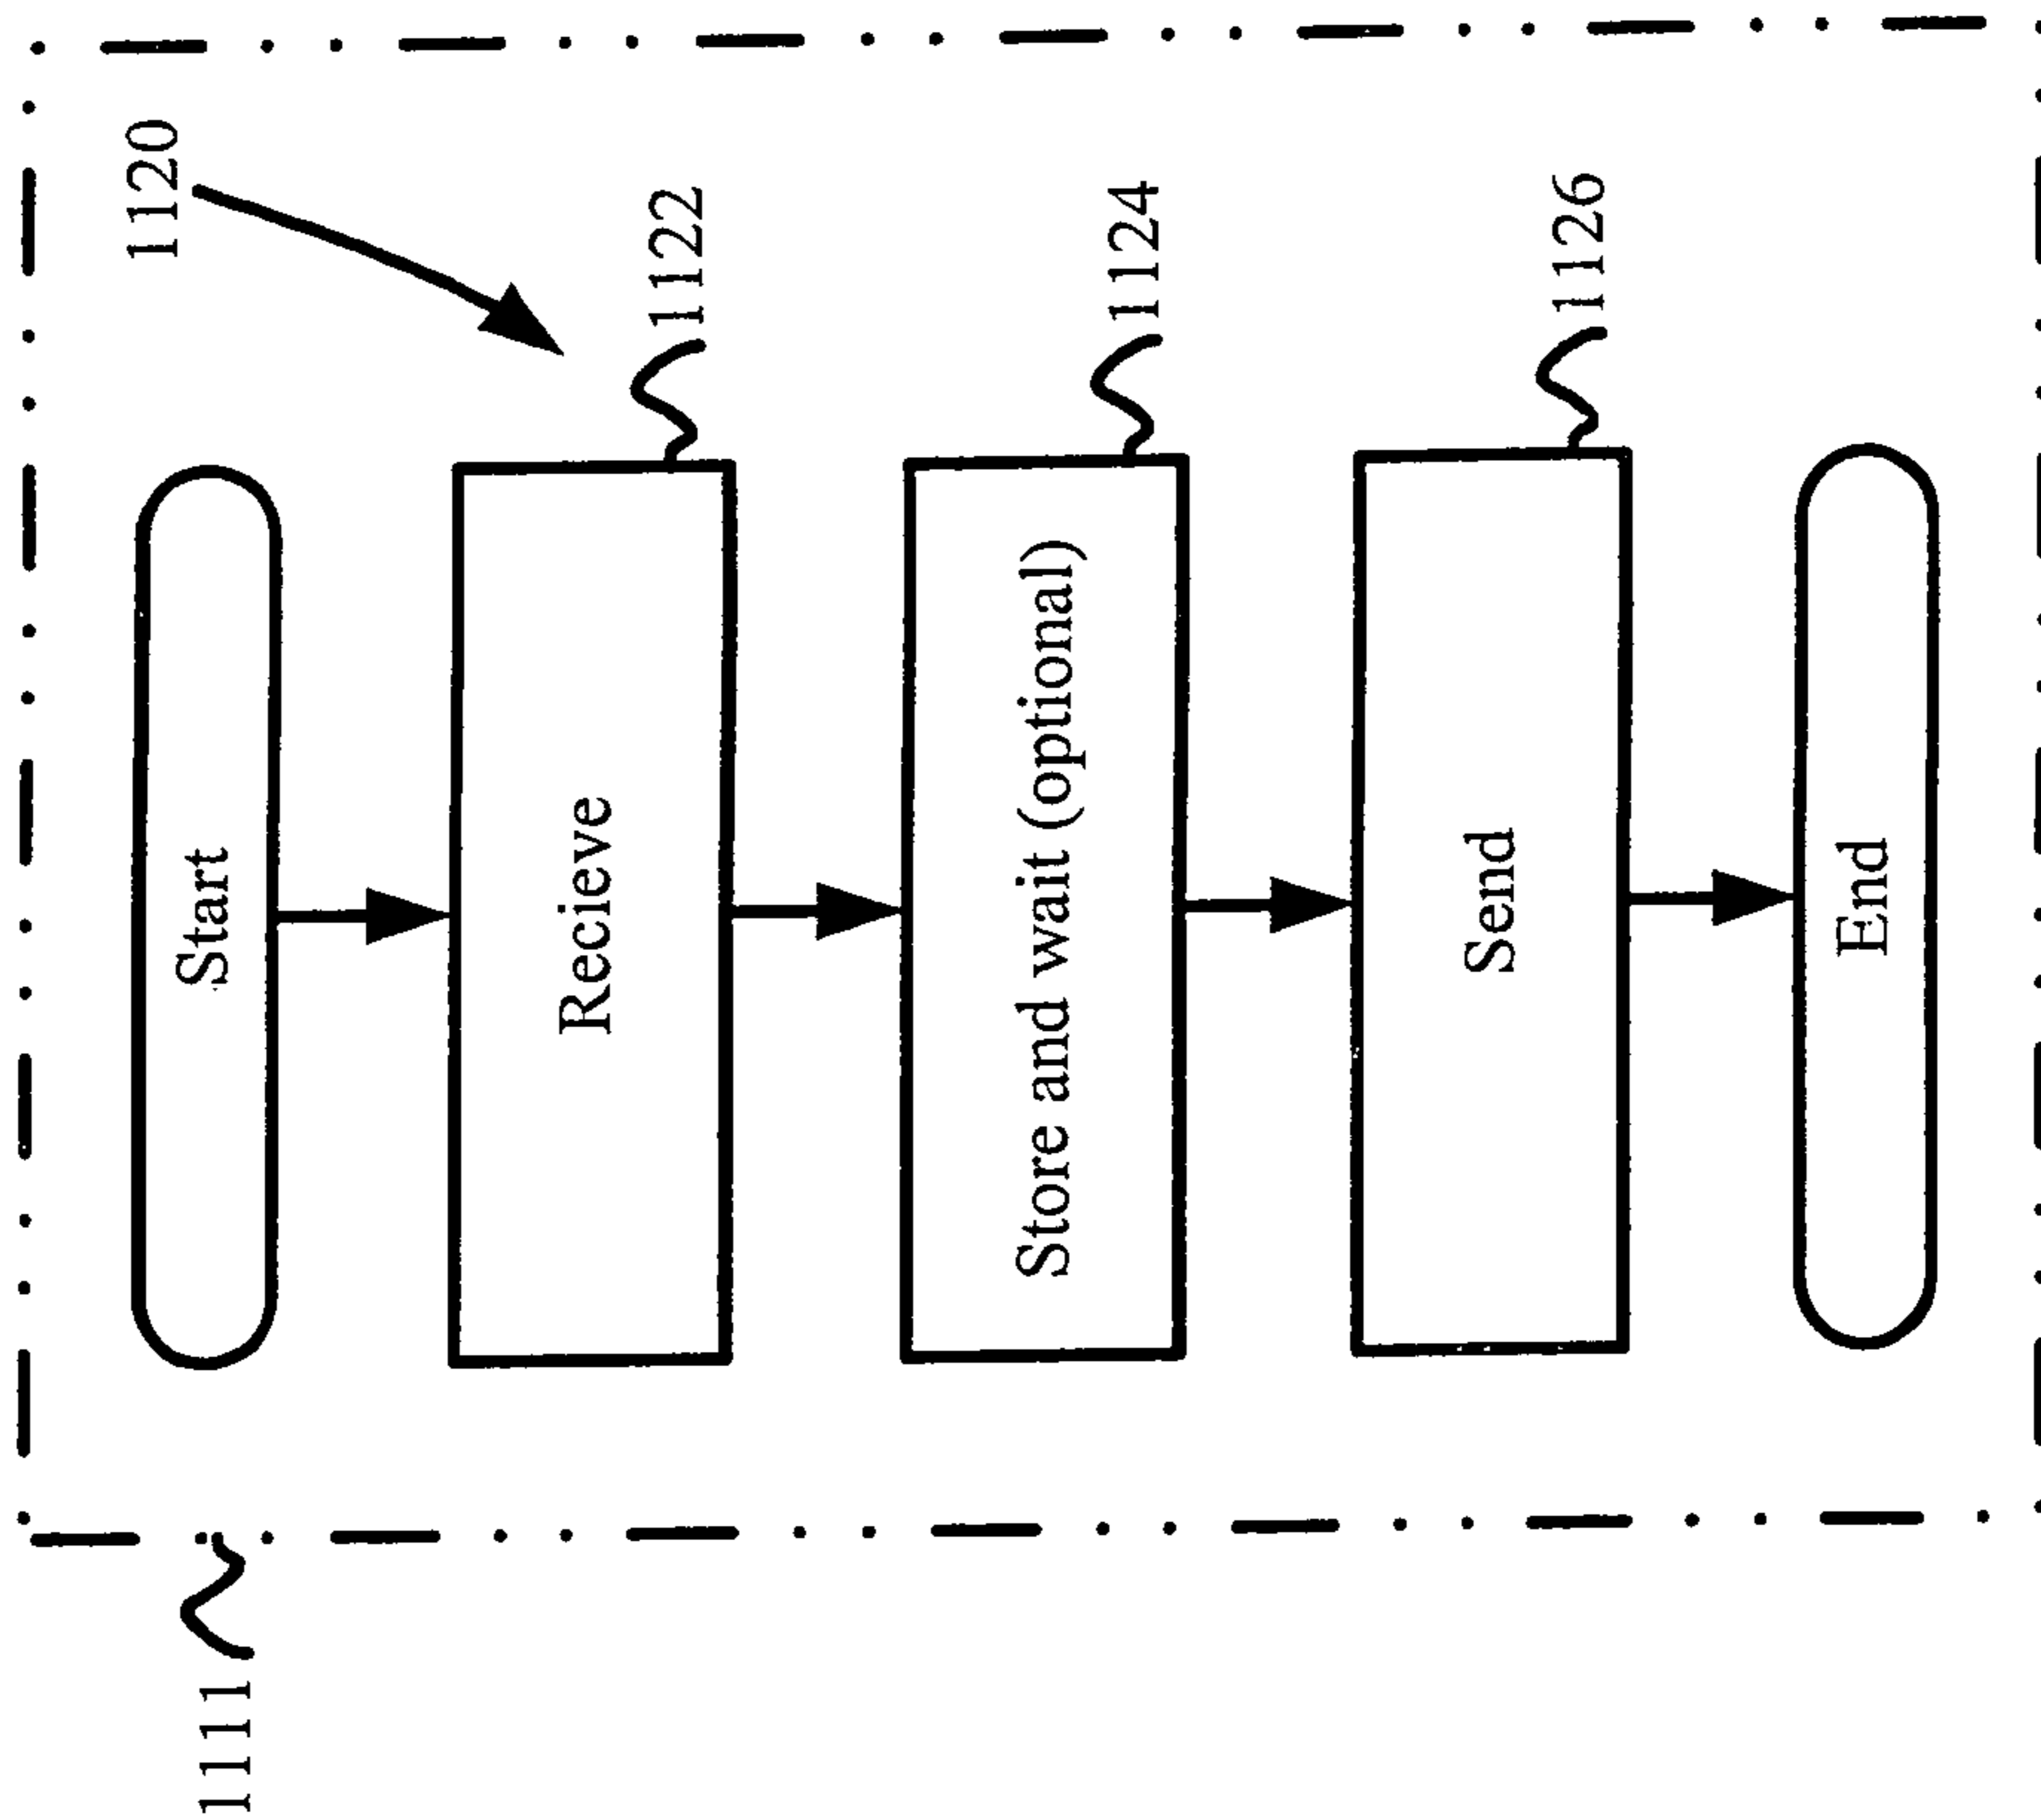 1111
1120
Start
Recieve
1122
Store and wait (optional)
1124
Send
1126
End